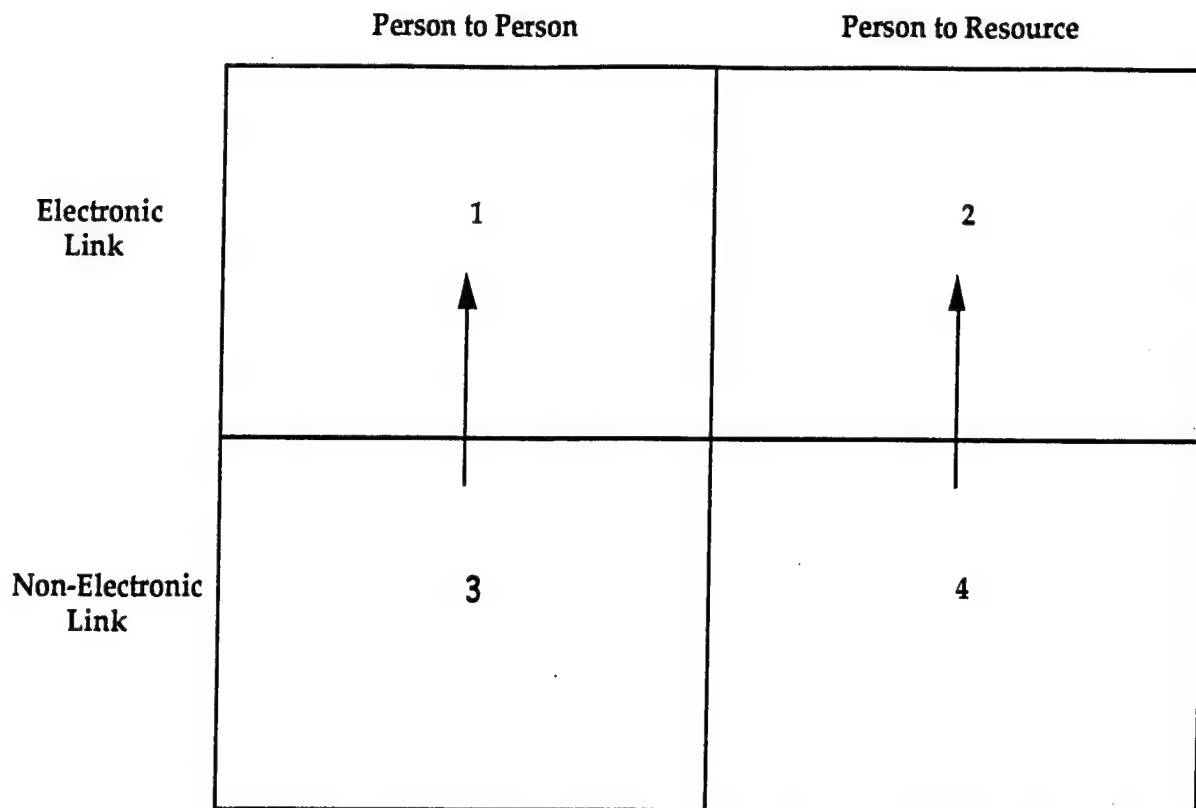 Person to Person
Person to Resource
Electronic
Link
1
2
Non-Electronic
Link
3
4